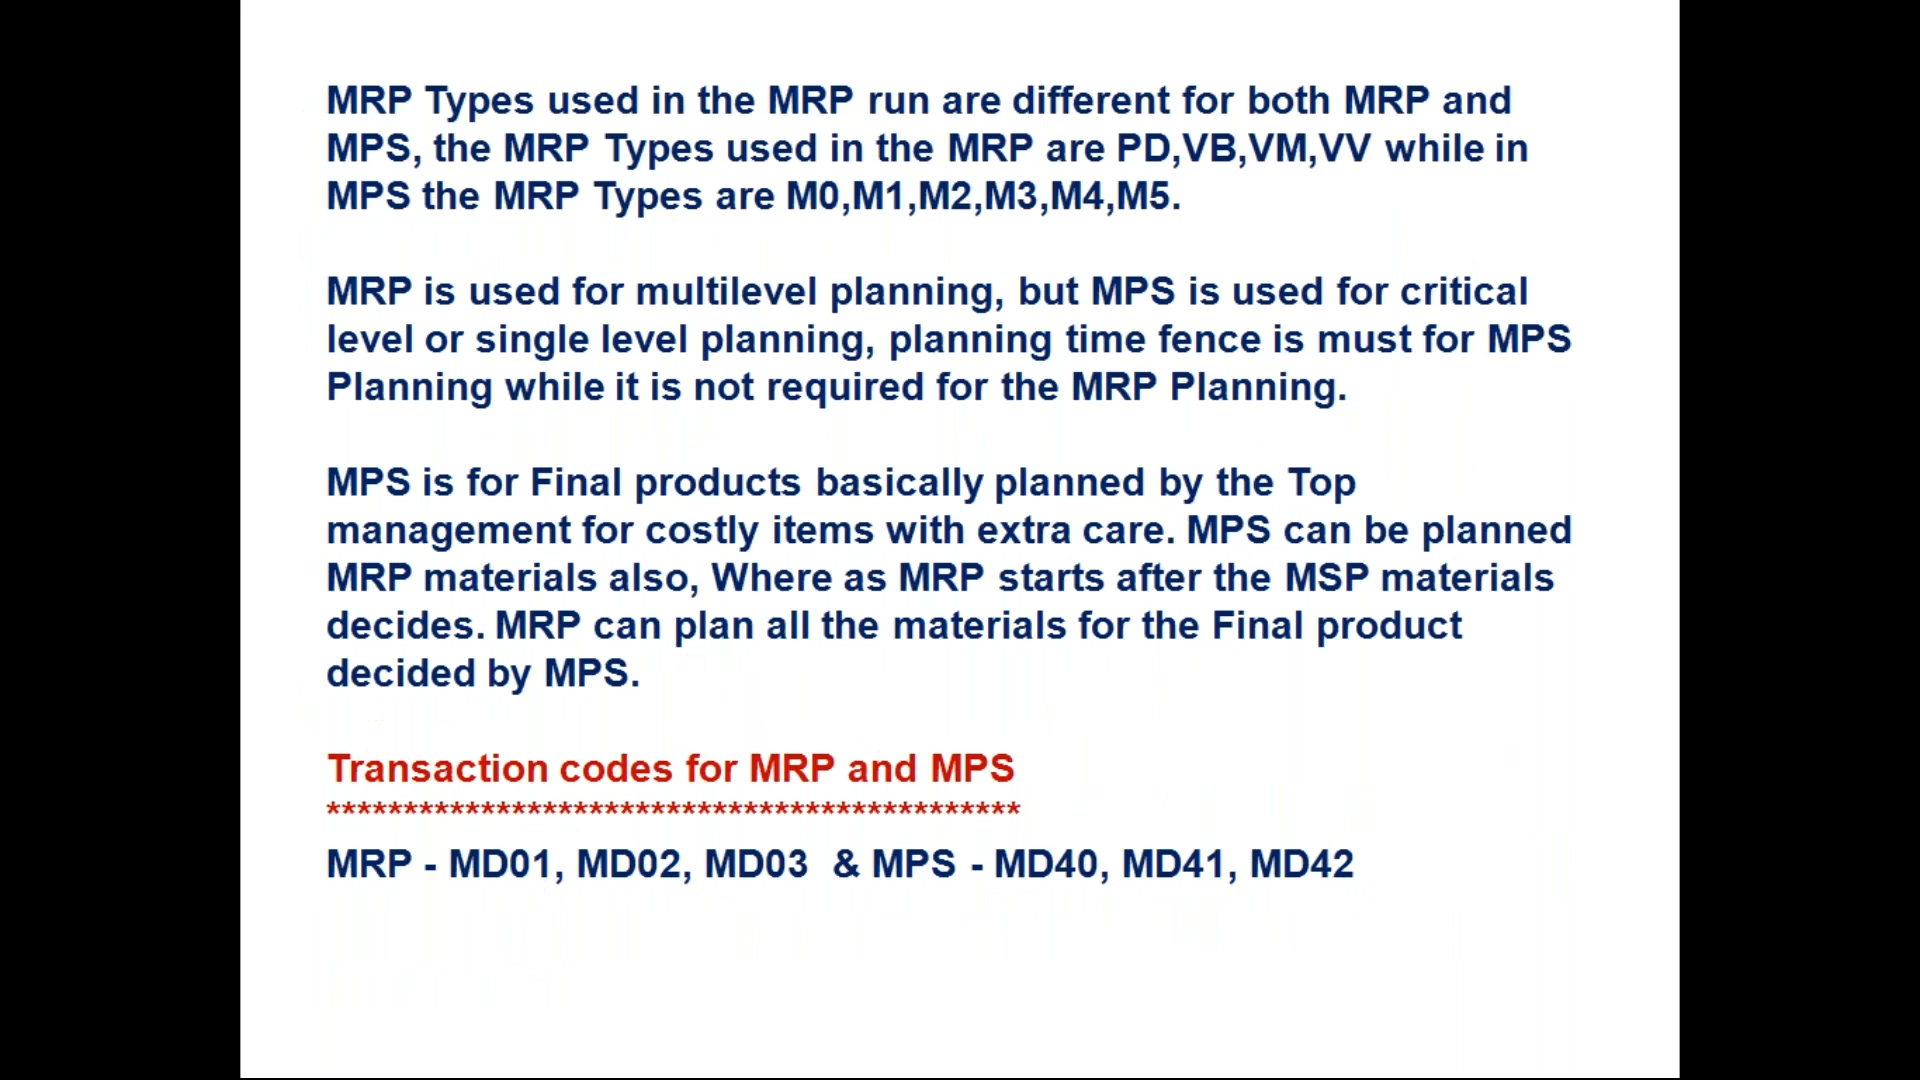 MRP Types used in the MRP run are different for both MRP and
MPS, the MRP Types used in the MRP are PD,VB,VM,VV while in
MPS the MRP Types are M0,M1,M2,M3,M4,M5.
MRP is used for multilevel planning, but MPS is used for critical
level or single level planning, planning time fence is must for MPS
Planning while it is not required for the MRP Planning.
MPS is for Final products basically planned by the Top
management for costly items with extra care. MPS can be planned
MRP materials also, Where as MRP starts after the MSP materials
decides. MRP can plan all the materials for the Final product
decided by MPS.
Transaction codes for MRP and MPS
*********************************************
MRP - MD01, MD02, MD03 & MPS - MD40, MD41, MD42